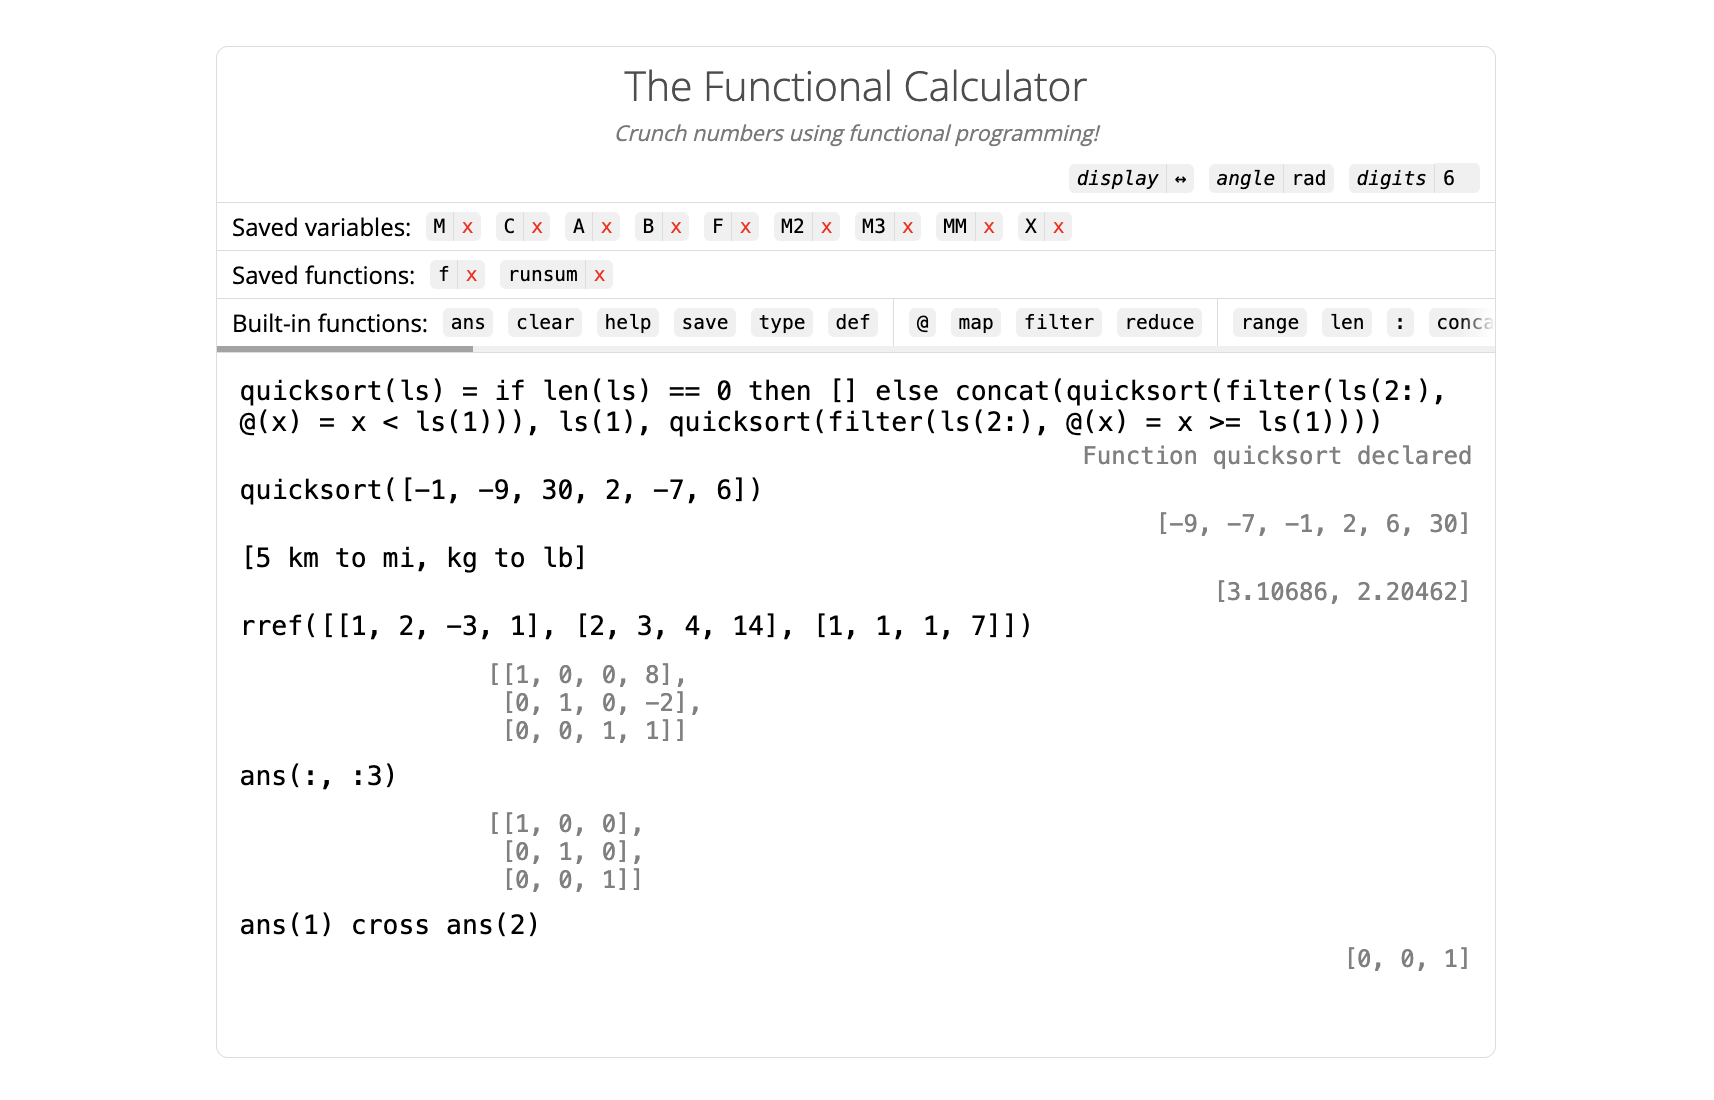 The Functional Calculator
Crunch numbers using functional programming!
display ↔ angle rad digits 6
Saved variables: M x C x A x B x F x M2 x M3 x MM x X x
Saved functions: f x runsum x
Built-in functions: ans clear help save type def @ map filter reduce range len : conca
quicksort(ls) = if len(ls) == 0 then [] else concat(quicksort(filter(ls(2:),
@(x) = x < ls(1))), ls(1), quicksort(filter(ls(2:), @(x) = x >= ls(1))))
Function quicksort declared
quicksort([−1, −9, 30, 2, −7, 6])
[−9, −7, −1, 2, 6, 30]
[5 km to mi, kg to lb]
[3.10686, 2.20462]
rref([[1, 2, −3, 1], [2, 3, 4, 14], [1, 1, 1, 7]])
[[1, 0, 0, 8],
[0, 1, 0, −2],
[0, 0, 1, 1]]
ans(:, :3)
[[1, 0, 0],
[0, 1, 0],
[0, 0, 1]]
ans(1) cross ans(2)
[0, 0, 1]